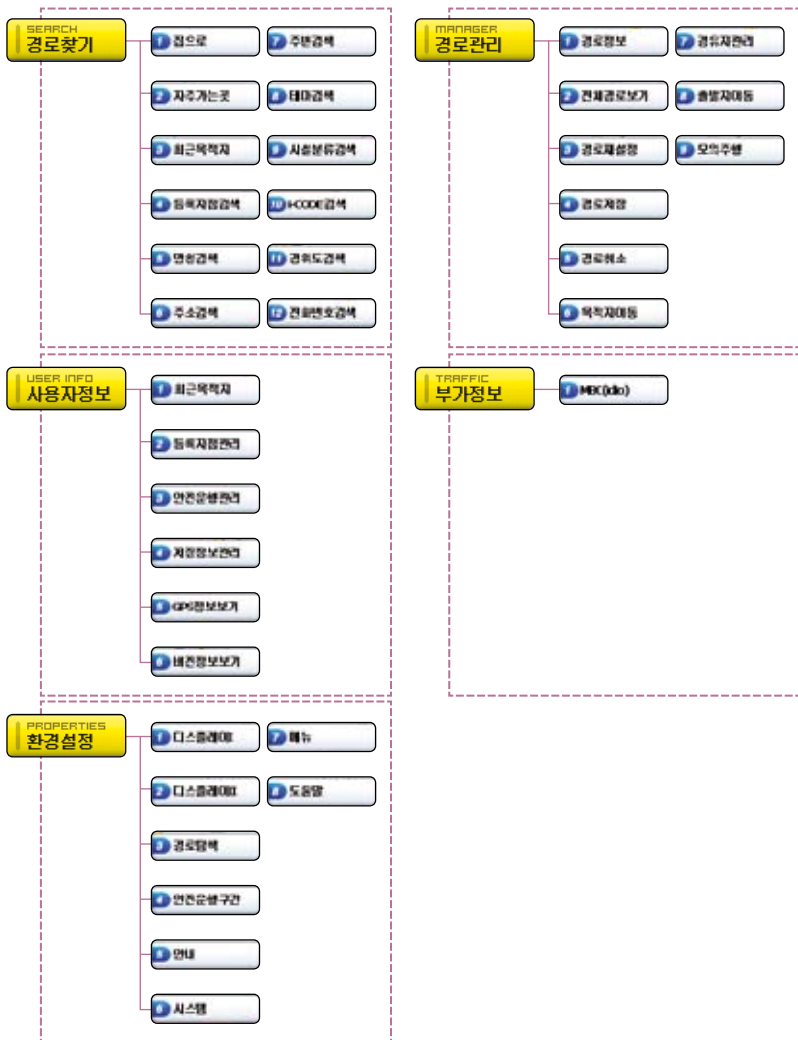 SEARCH
경로찾기
1 집으로
2 자주가는곳
3 최근목적지
4 등록지점검색
5 명칭검색
6 주소검색
7 주변검색
8 테마검색
9 시설분류검색
10 I-CODE검색
11 경위도검색
12 전화번호검색
MANAGER
경로관리
1 경로정보
2 전체경로보기
3 경로재설정
4 경로저장
5 경로취소
6 목적지이동
7 경유지관리
8 출발지이동
9 모의주행
USER INFO
사용자정보
1 최근목적지
2 등록지점관리
3 안전운행관리
4 저장정보관리
5 GPS정보보기
6 버전정보보기
TRAFFIC
부가정보
1
PROPERTIES
환경설정
1 디스플레이I
2 디스플레이II
3 경로탐색
4 안전운행구간
5 안내
6 시스템
7 메뉴
8 도움말